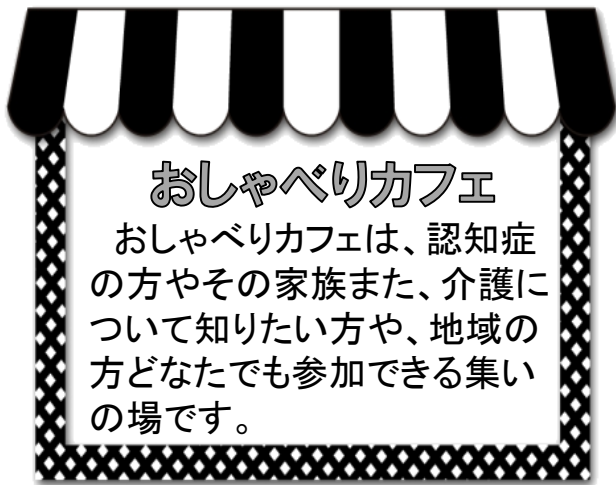 おしゃべりカフェ
おしゃべりカフェは、認知症
の方やその家族また、介護に
ついて知りたい方や、地域の
方どなたでも参加できる集い
の場です。